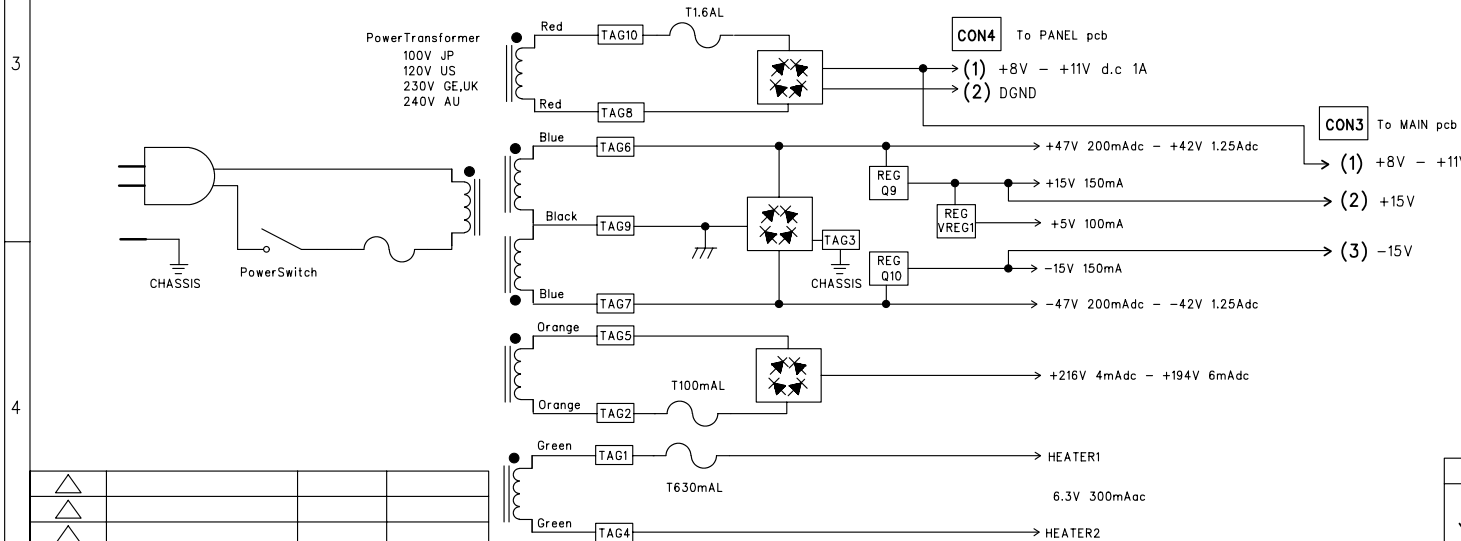 3
PowerTransformer
100V JP
120V US
230V GE,UK
240V AU
Red
TAG10
T1.6AL
CON4 To PANEL pcb
(1) +8V - +11V d.c 1A
(2) DGND
Red
TAG8
CON3 To MAIN pcb
(1) +8V - +11
Blue
TAG6
+47V 200mAdc - +42V 1.25Adc
REG
Q9
+15V 150mA
(2) +15V
Black
TAG9
REG
VREG1
+5V 100mA
TAG3
CHASSIS
REG
Q10
(3) -15V
-15V 150mA
CHASSIS
PowerSwitch
Blue
TAG7
-47V 200mAdc - -42V 1.25Adc
Orange
TAG5
+216V 4mAdc - +194V 6mAdc
T100mAL
Orange
TAG2
4
Green
TAG1
T630mAL
HEATER1
6.3V 300mAac
Green
TAG4
HEATER2